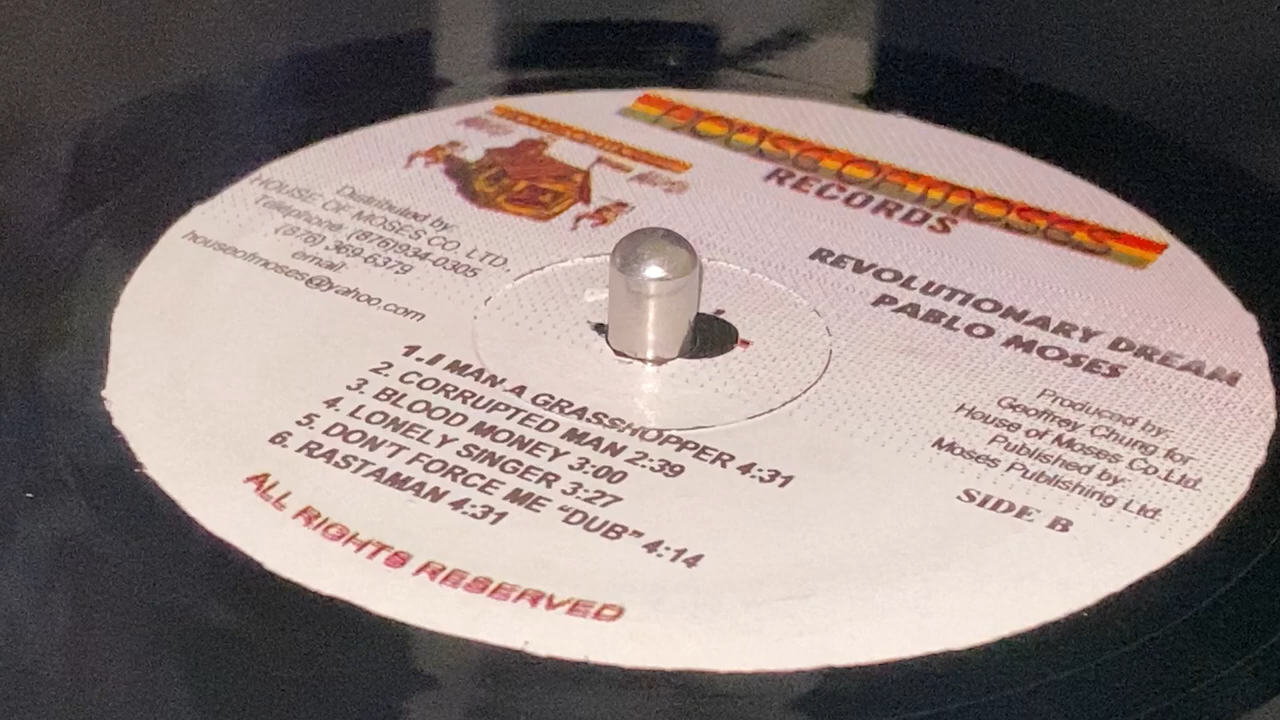 HOUSE OF MOSES
RECORDS
REVOLUTIONARY DREAM
PABLO MOSES
Distributed by:
HOUSE OF MOSES CO. LTD.,
Telephone: (876)934-0305
(876) 369-6379
email:
houseofmoses@yahoo.com
Produced by:
Geoffrey Chung for
House of Moses Co.Ltd.
Published by:
Moses Publishing Ltd.
SIDE B
1.I MAN A GRASSHOPPER 4:31
2. CORRUPTED MAN 2:39
3. BLOOD MONEY 3:00
4. LONELY SINGER 3:27
5. DON'T FORCE ME “DUB” 4:14
6. RASTAMAN 4:31
ALL RIGHTS RESERVED